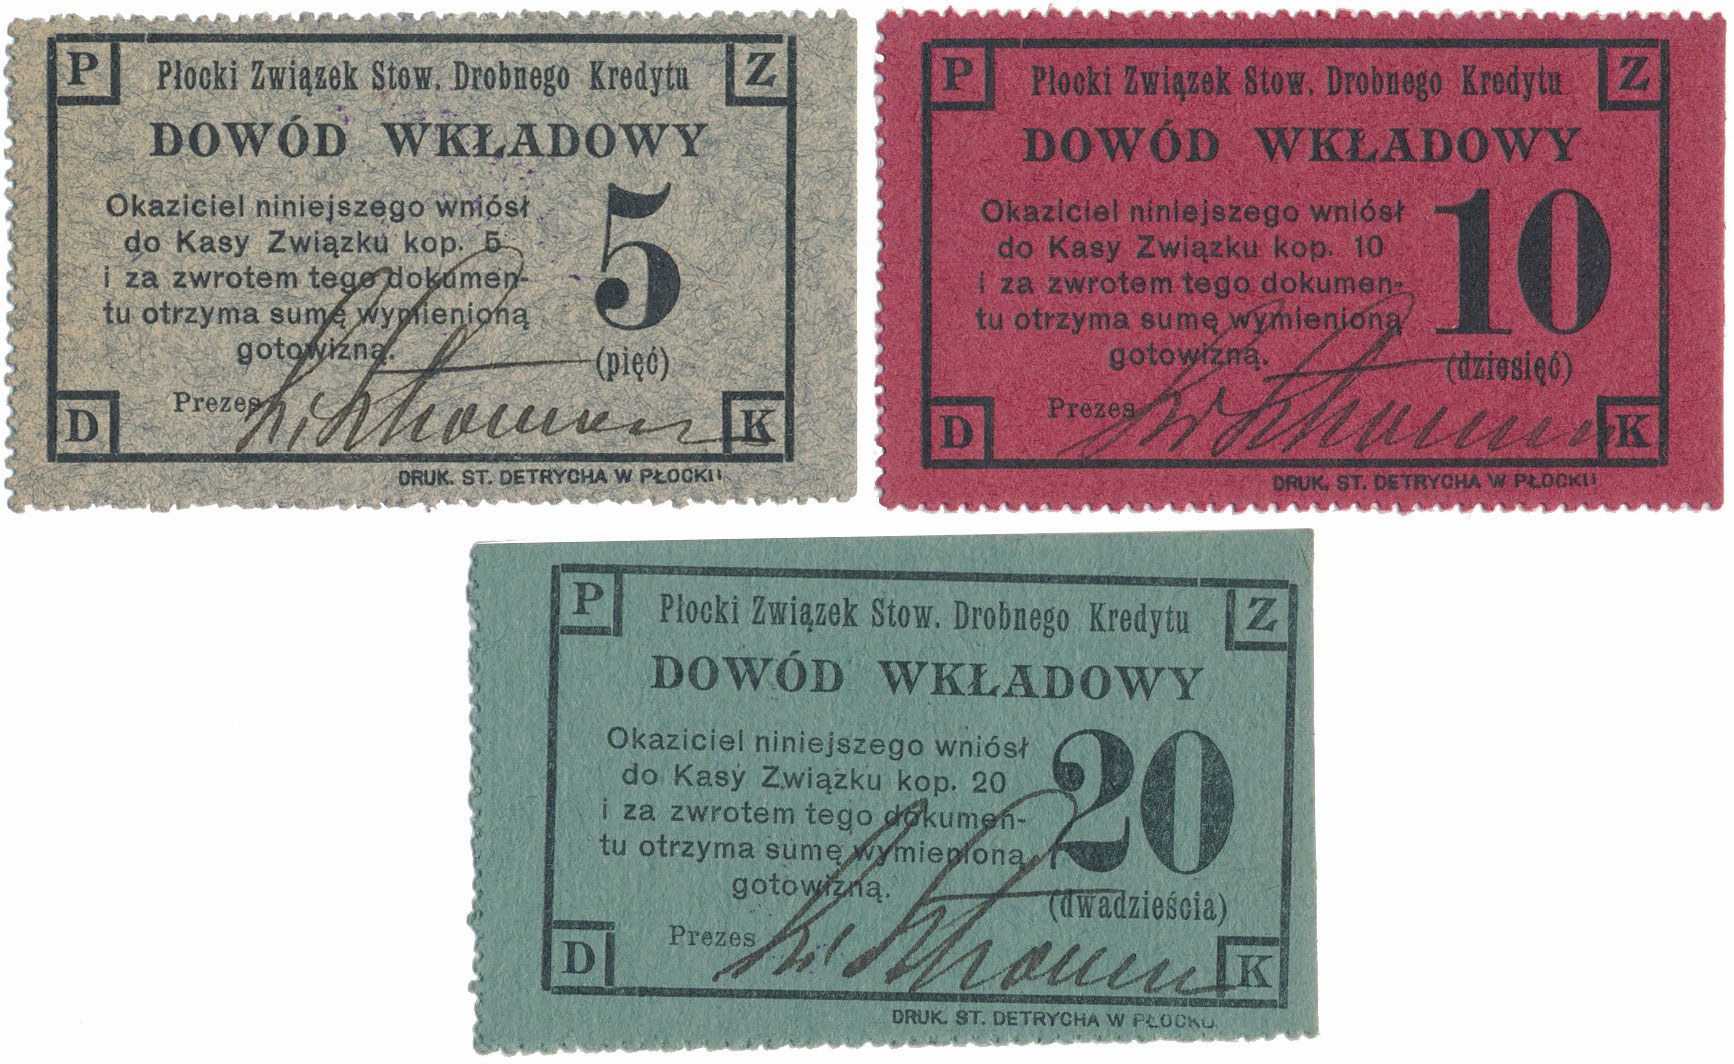 P Płocki Związek Stow. Drobnego Kredytu Z
DOWÓD WKŁADOWY
Okaziciel niniejszego wniósł
do Kasy Związku kop. 5
i za zwrotem tego dokumen-
tu otrzyma sumę wymienioną
gotowizną.
5
(pięć)
Prezes
D K
DRUK. ST. DETRYCHA W PŁOCKU
P Płocki Związek Stow. Drobnego Kredytu Z
DOWÓD WKŁADOWY
Okaziciel niniejszego wniósł
do Kasy Związku kop. 10
i za zwrotem tego dokumen-
tu otrzyma sumę wymienioną
gotowizną.
10
(dziesięć)
Prezes
D K
DRUK. ST. DETRYCHA W PŁOCKU
P Płocki Związek Stow. Drobnego Kredytu Z
DOWÓD WKŁADOWY
Okaziciel niniejszego wniósł
do Kasy Związku kop. 20
i za zwrotem tego dokumen-
tu otrzyma sumę wymienioną
gotowizną.
20
(dwadzieścia)
Prezes
D K
DRUK. ST. DETRYCHA W PŁOCKU.